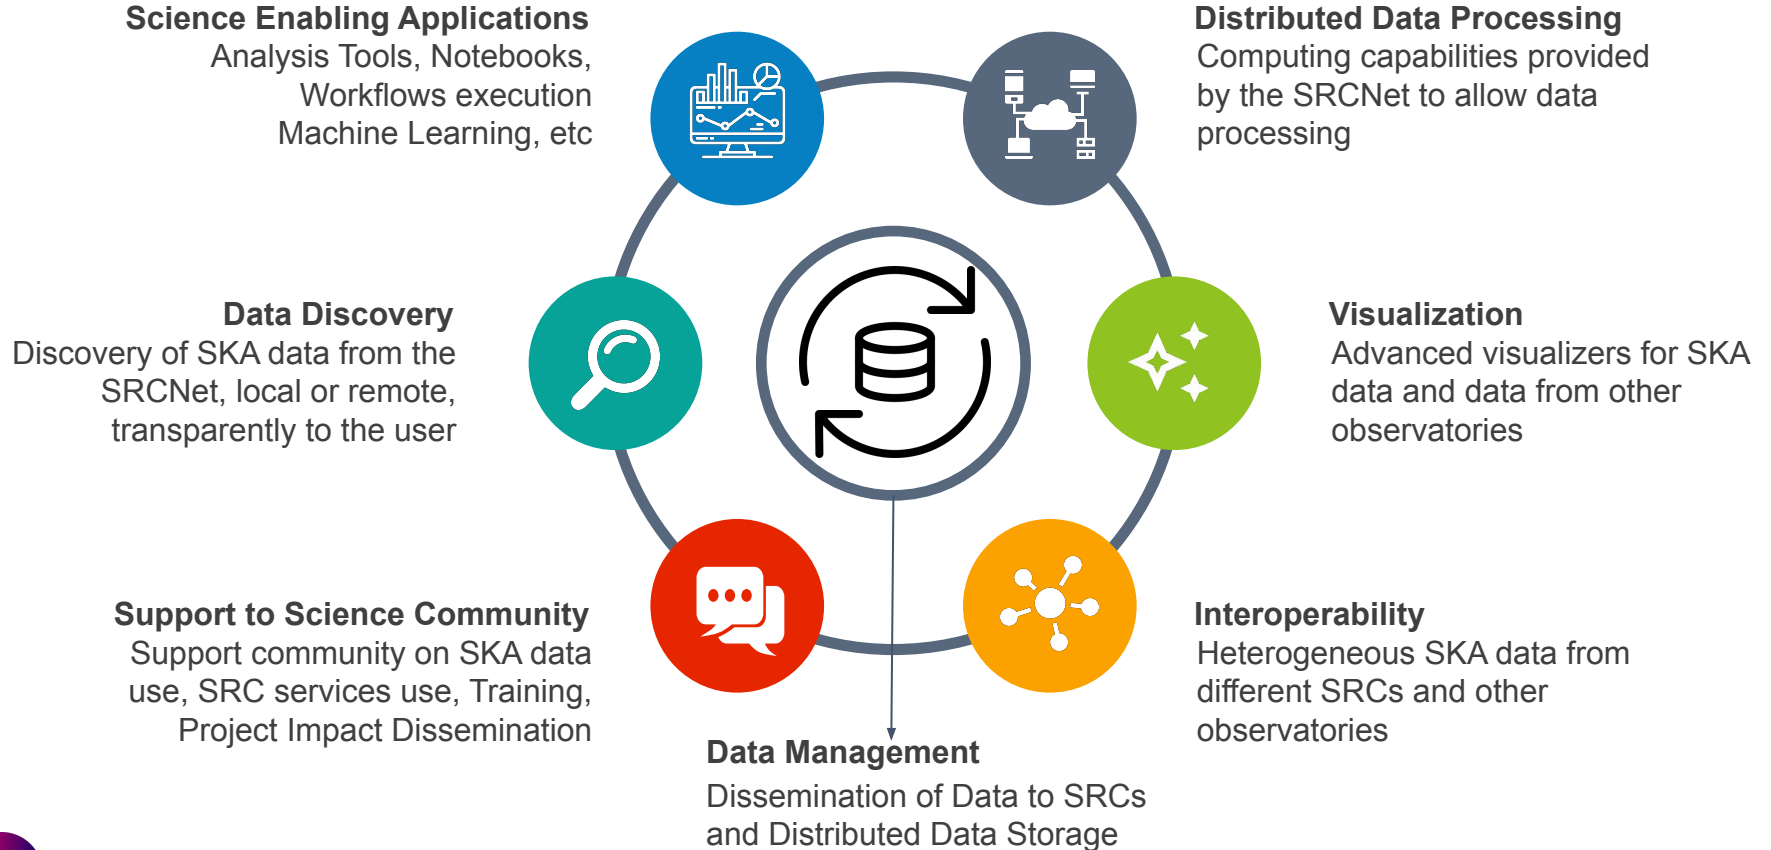 Science Enabling Applications
Analysis Tools, Notebooks,
Workflows execution
Machine Learning, etc
Distributed Data Processing
Computing capabilities provided
by the SRCNet to allow data
processing
Data Discovery
Discovery of SKA data from the
SRCNet, local or remote,
transparently to the user
Visualization
Advanced visualizers for SKA
data and data from other
observatories
Support to Science Community
Support community on SKA data
use, SRC services use, Training,
Project Impact Dissemination
Interoperability
Heterogeneous SKA data from
different SRCs and other
observatories
Data Management
Dissemination of Data to SRCs
and Distributed Data Storage